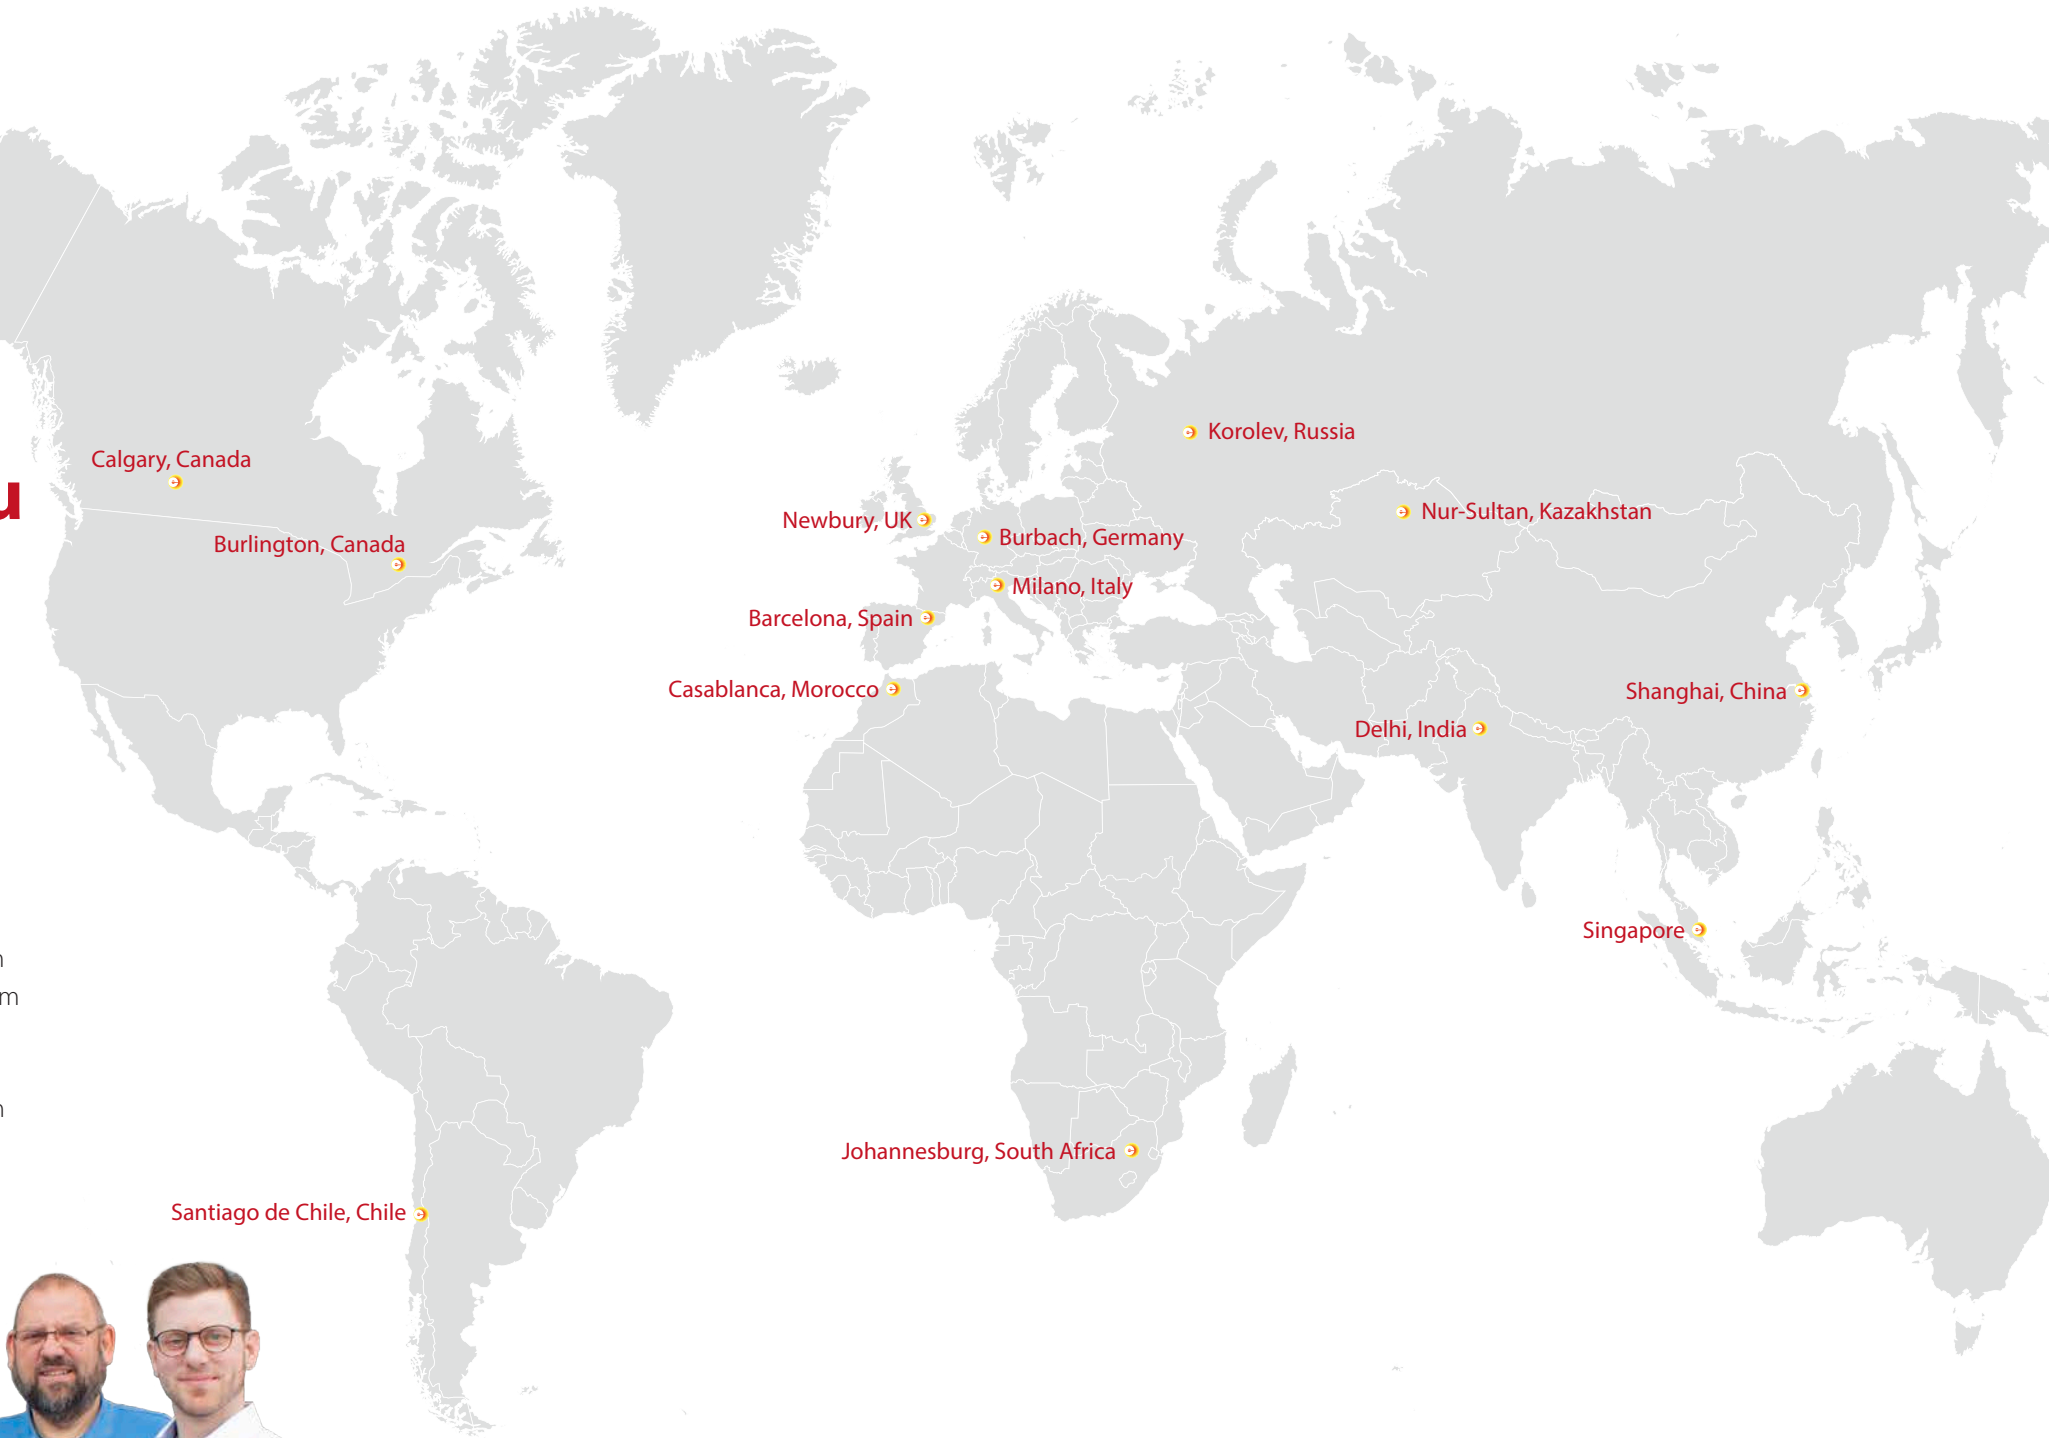 Korolev, Russia
Calgary, Canada
u
Nur-Sultan, Kazakhstan
Newbury, UK
Burbach, Germany
Burlington, Canada
Milano, Italy
Barcelona, Spain
Casablanca, Morocco
Shanghai, China
Delhi, India
Singapore
n
m
n
Johannesburg, South Africa
Santiago de Chile, Chile